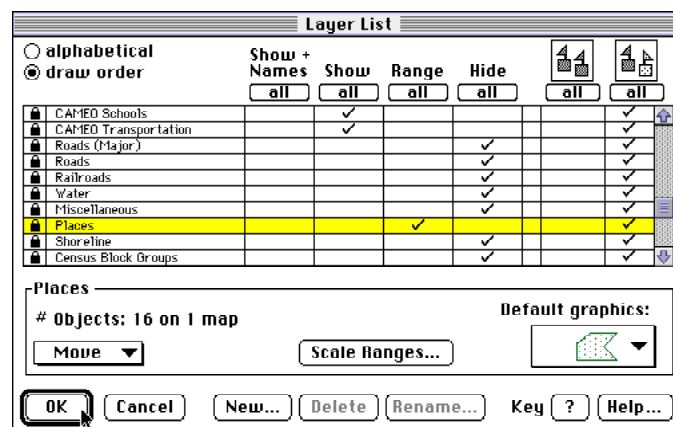 Layer List
alphabetical
draw order
Show +
Names Show Range Hide
all all all all all all
CAMEO Schools
CAMEO Transportation
Roads (Major)
Roads
Railroads
Water
Miscellaneous
Places
Shoreline
Census Block Groups
Places
# Objects: 16 on 1 map
Default graphics:
Move
Scale Ranges...
OK Cancel New... Delete Rename... Key ? Help...